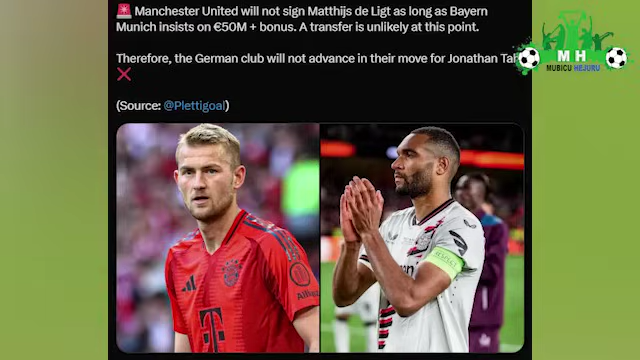 🚨 Manchester United will not sign Matthijs de Ligt as long as Bayern
Munich insists on €50M + bonus. A transfer is unlikely at this point.
Therefore, the German club will not advance in their move for Jonathan Tah
❌
(Source: @Plettigoal)
M H
MUBICU HEJURU
Allianz
T